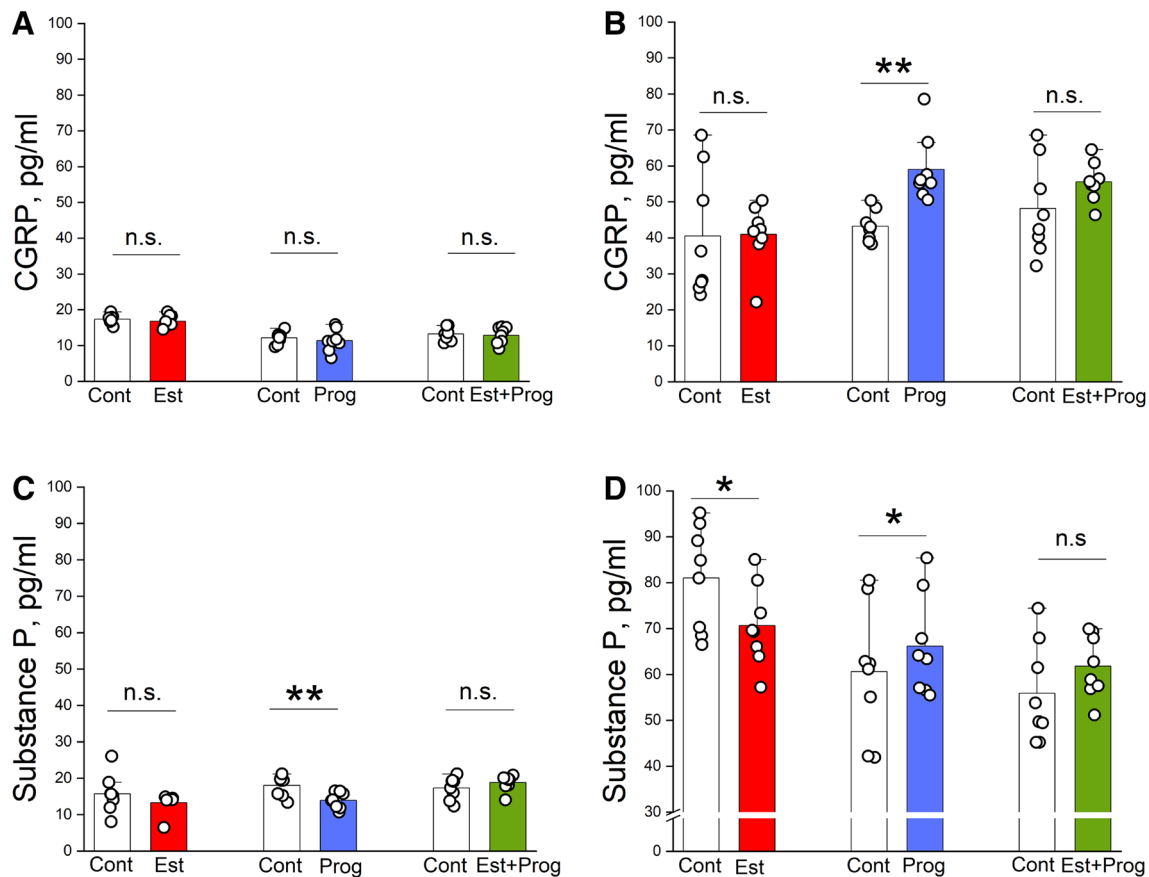 A
CGRP, pg/ml
100
90
80
70
60
50
40
30
20
10
0
n.s.
n.s.
n.s.
Cont Est Cont Prog Cont Est+Prog
B
CGRP, pg/ml
100
90
80
70
60
50
40
30
20
10
0
n.s.
**
n.s.
Cont Est Cont Prog Cont Est+Prog
C
Substance P, pg/ml
100
90
80
70
60
50
40
30
20
10
0
n.s.
**
n.s.
Cont Est Cont Prog Cont Est+Prog
D
Substance P, pg/ml
100
90
80
70
60
50
40
30
0
*
*
n.s
Cont Est Cont Prog Cont Est+Prog